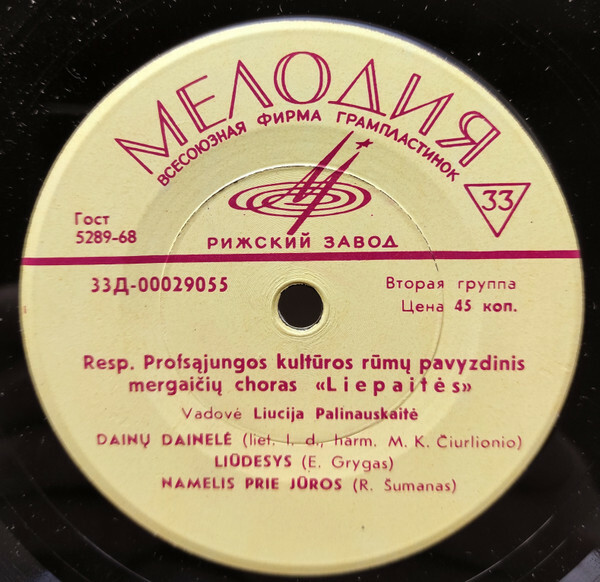 МЕЛОДИЯ
ВСЕСОЮЗНАЯ ФИРМА ГРАМПЛАСТИНОК
33
РИЖСКИЙ ЗАВОД
Гост
5289-68
33Д-00029055
Вторая группа
Цена 45 коп.
Resp. Profsąjungos kultūros rūmų pavyzdinis
mergaičių choras «Liepaitės»
Vadovė Liucija Palinauskaitė
DAINŲ DAINELĖ (liet. l. d., harm. M. K. Čiurlionio)
LIŪDESYS (E. Grygas)
NAMELIS PRIE JŪROS (R. Šumanas)